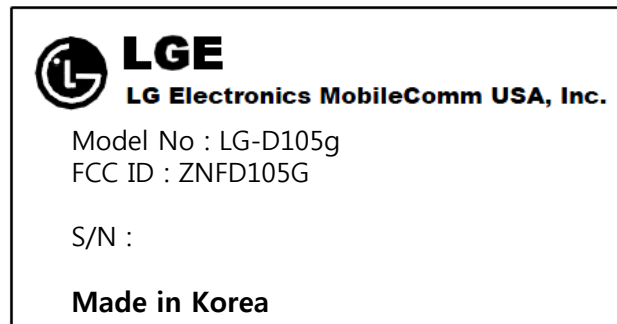 LGE
LG Electronics MobileComm USA, Inc.
Model No : LG-D105g
FCC ID : ZNFD105G
S/N :
Made in Korea